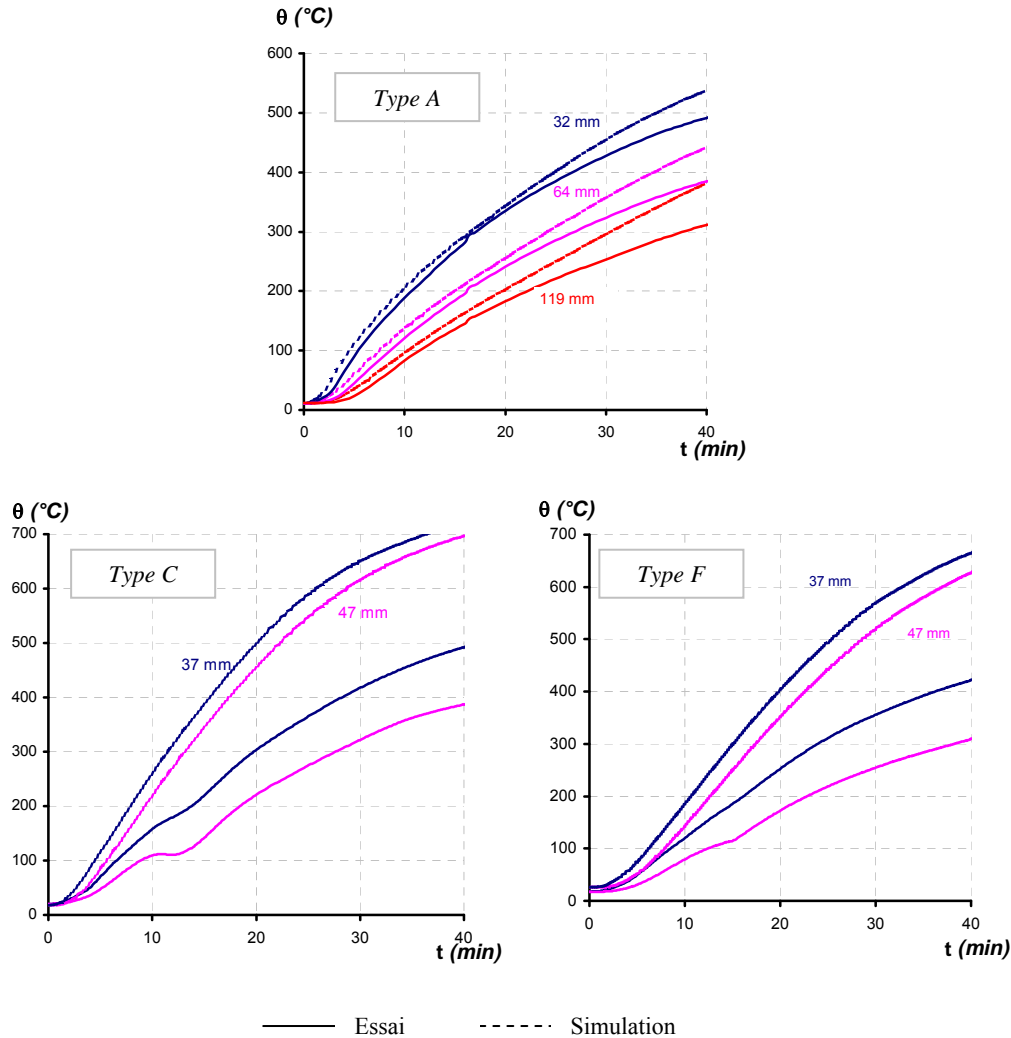 θ (°C)
600
500
400
300
200
100
0
Type A
32 mm
64 mm
119 mm
0 10 20 30 40
t (min)
θ (°C)
700
600
500
400
300
200
100
0
Type C
37 mm
47 mm
0 10 20 30 40
t (min)
θ (°C)
700
600
500
400
300
200
100
0
Type F
37 mm
47 mm
0 10 20 30 40
t (min)
Essai Simulation